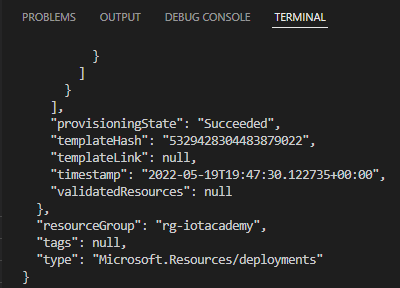 PROBLEMS OUTPUT DEBUG CONSOLE TERMINAL
}
]
}
],
"provisioningState": "Succeeded",
"templateHash": "5329428304483879022",
"templateLink": null,
"timestamp": "2022-05-19T19:47:30.122735+00:00",
"validatedResources": null
},
"resourceGroup": "rg-iotacademy",
"tags": null,
"type": "Microsoft.Resources/deployments"
}